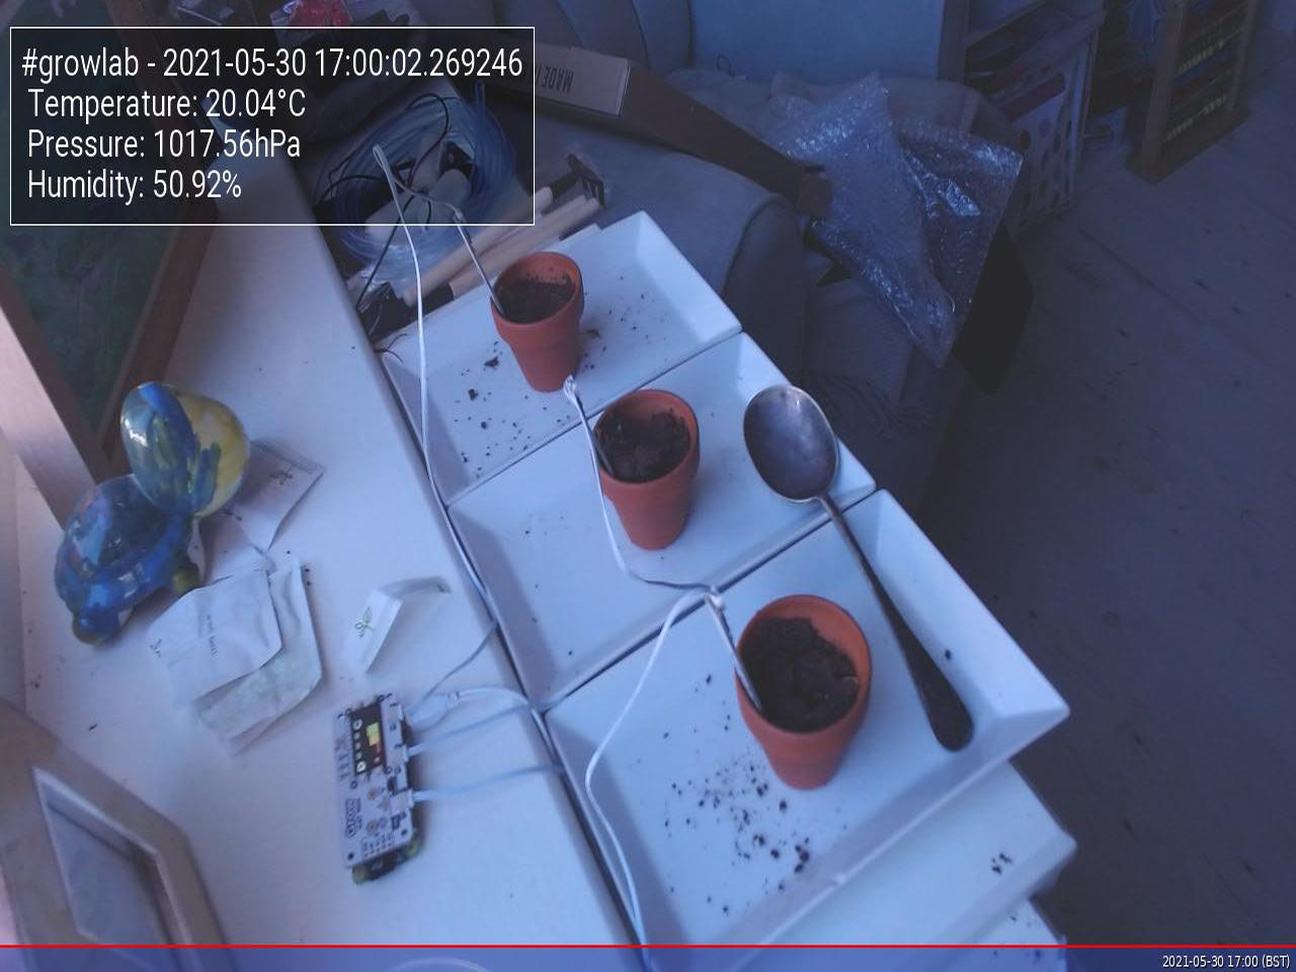 #growlab - 2021-05-30 17:00:02.269246
Temperature: 20.04°C
Pressure: 1017.56hPa
Humidity: 50.92%
MADE
2021-05-30 17:00 (BST)